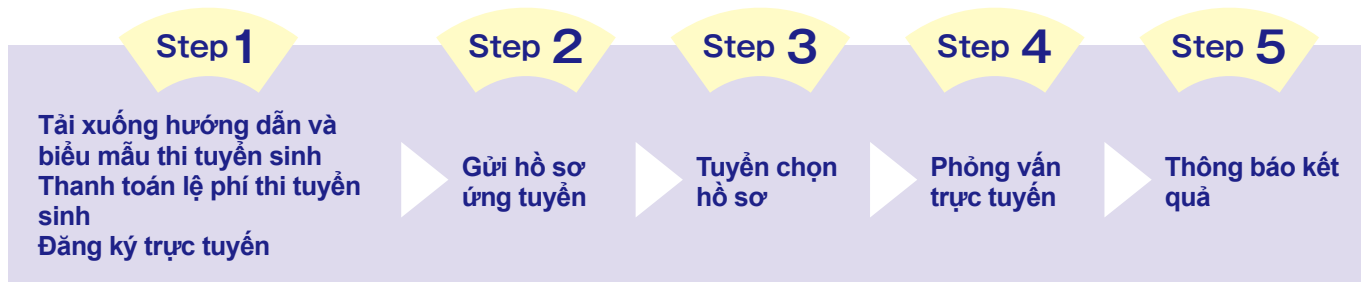 Step 1
Tải xuống hướng dẫn và
biểu mẫu thi tuyển sinh
Thanh toán lệ phí thi tuyển
sinh
Đăng ký trực tuyến
Step 2
Gửi hồ sơ
ứng tuyển
Step 3
Tuyển chọn
hồ sơ
Step 4
Phỏng vấn
trực tuyến
Step 5
Thông báo kết
quả